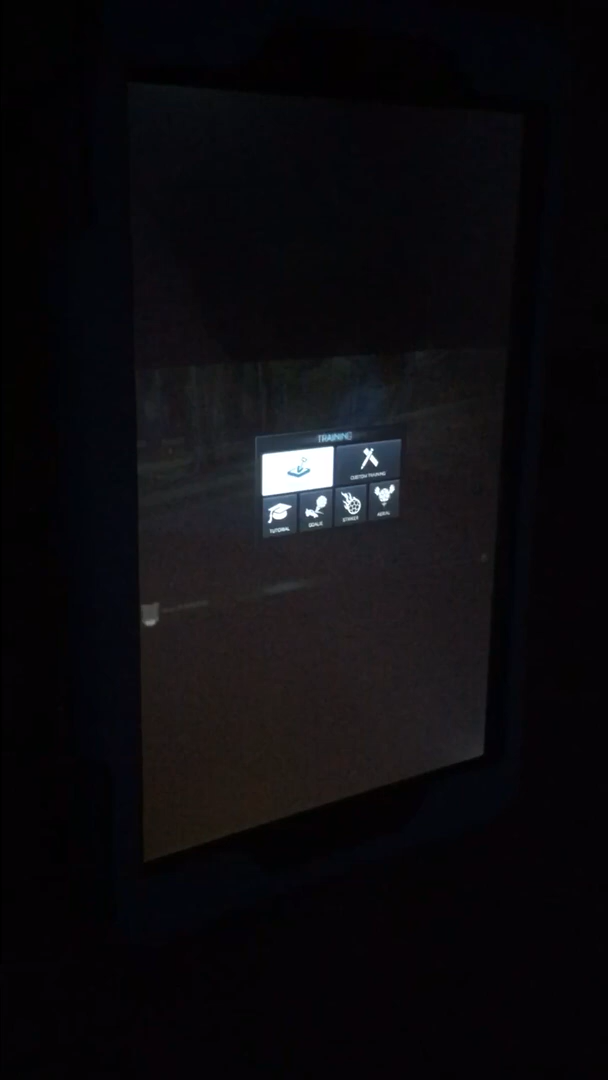 TRAINING
CUSTOM TRAINING
TUTORIAL
GOALIE
STRIKER
AERIAL